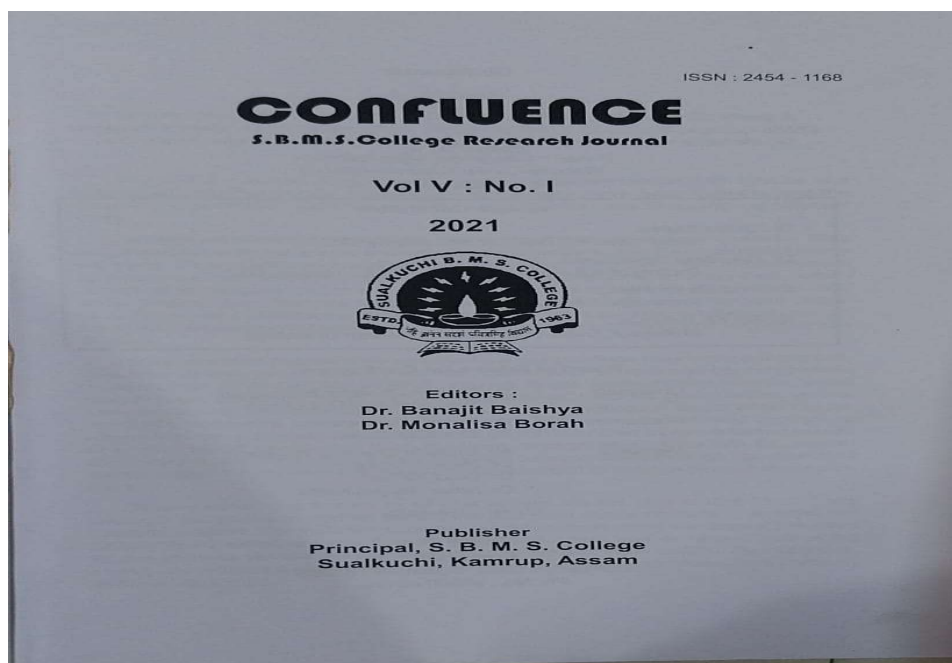 ISSN : 2454 - 1168
CONFLUENCE
S.B.M.S.College Research Journal
Vol V : No. I
2021
SUALKUCHI B. M. S. COLLEGE
ESTD. 1963
Editors :
Dr. Banajit Baishya
Dr. Monalisa Borah
Publisher
Principal, S. B. M. S. College
Sualkuchi, Kamrup, Assam